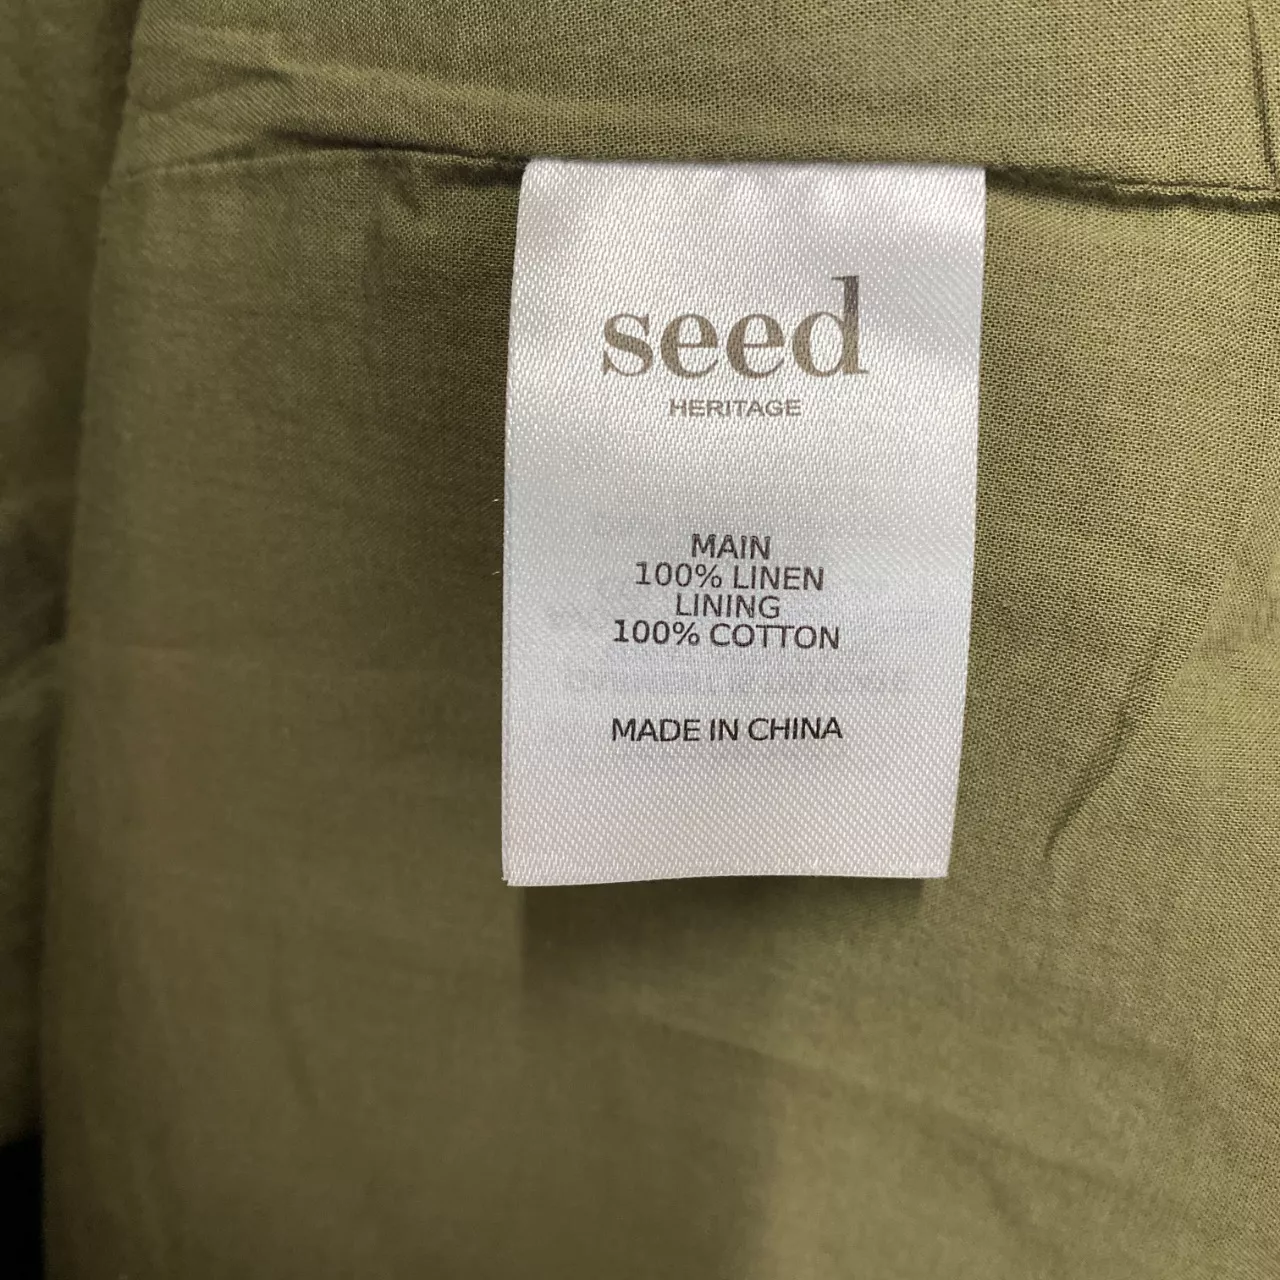 seed
HERITAGE
MAIN
100% LINEN
LINING
100% COTTON
MADE IN CHINA